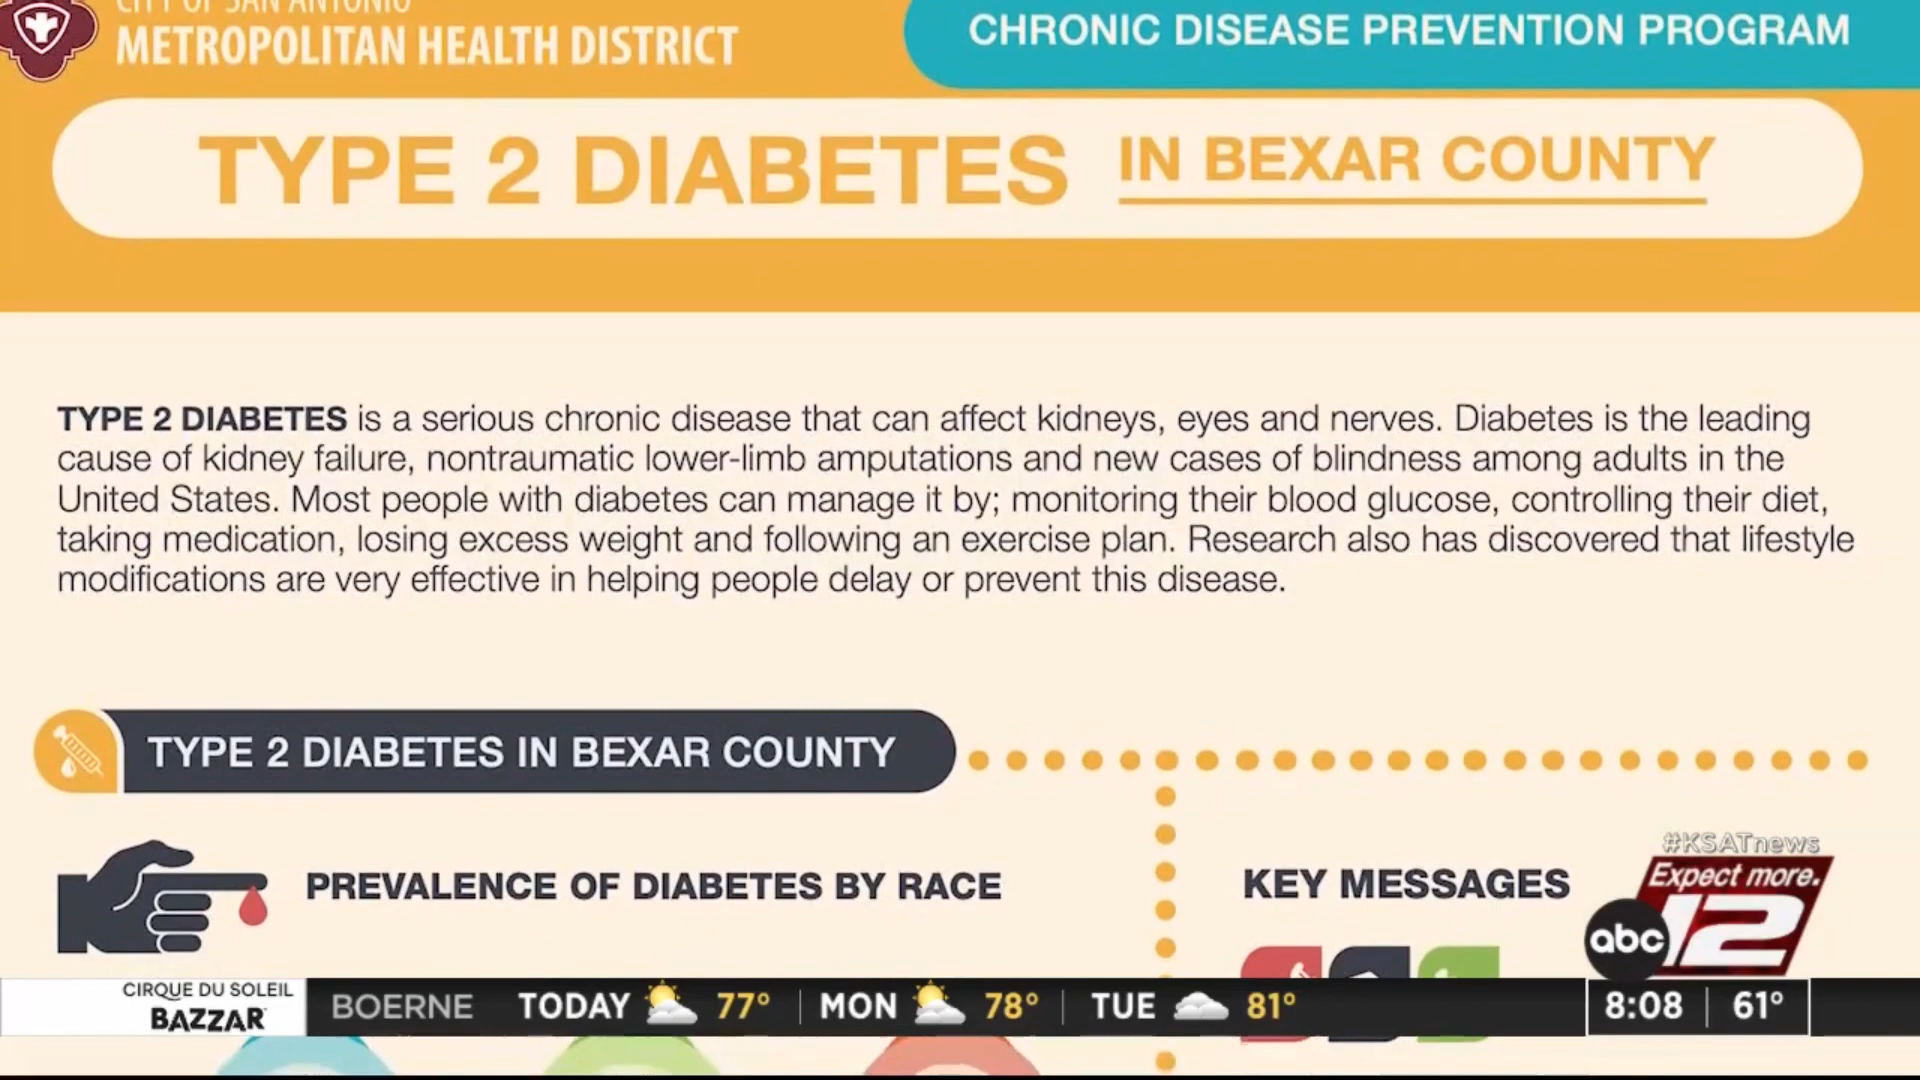 CITY OF SAN ANTONIO
METROPOLITAN HEALTH DISTRICT
CHRONIC DISEASE PREVENTION PROGRAM
TYPE 2 DIABETES IN BEXAR COUNTY
TYPE 2 DIABETES is a serious chronic disease that can affect kidneys, eyes and nerves. Diabetes is the leading
cause of kidney failure, nontraumatic lower-limb amputations and new cases of blindness among adults in the
United States. Most people with diabetes can manage it by; monitoring their blood glucose, controlling their diet,
taking medication, losing excess weight and following an exercise plan. Research also has discovered that lifestyle
modifications are very effective in helping people delay or prevent this disease.
TYPE 2 DIABETES IN BEXAR COUNTY
PREVALENCE OF DIABETES BY RACE
KEY MESSAGES
#KSATnews
Expect more.
abc 12
CIRQUE DU SOLEIL
BAZZAR
BOERNE TODAY 77° MON 78° TUE 81°
8:08 61°